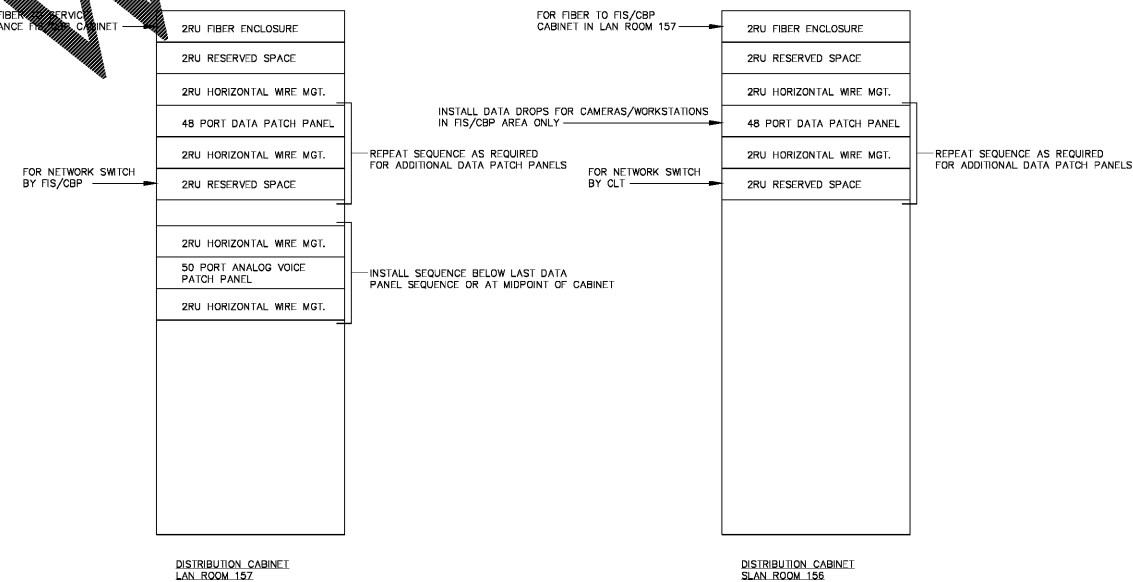 FIBER TO SERVICE
FIS/CBP CABINET
2RU FIBER ENCLOSURE
2RU RESERVED SPACE
2RU HORIZONTAL WIRE MGT.
48 PORT DATA PATCH PANEL
2RU HORIZONTAL WIRE MGT.
REPEAT SEQUENCE AS REQUIRED
FOR ADDITIONAL DATA PATCH PANELS
FOR NETWORK SWITCH
BY FIS/CBP
2RU RESERVED SPACE
2RU HORIZONTAL WIRE MGT.
50 PORT ANALOG VOICE
PATCH PANEL
INSTALL SEQUENCE BELOW LAST DATA
PANEL SEQUENCE OR AT MIDPOINT OF CABINET
2RU HORIZONTAL WIRE MGT.
DISTRIBUTION CABINET
LAN ROOM 157
FOR FIBER TO FIS/CBP
CABINET IN LAN ROOM 157
2RU FIBER ENCLOSURE
2RU RESERVED SPACE
2RU HORIZONTAL WIRE MGT.
INSTALL DATA DROPS FOR CAMERAS/WORKSTATIONS
IN FIS/CBP AREA ONLY
48 PORT DATA PATCH PANEL
2RU HORIZONTAL WIRE MGT.
REPEAT SEQUENCE AS REQUIRED
FOR ADDITIONAL DATA PATCH PANELS
FOR NETWORK SWITCH
BY CLT
2RU RESERVED SPACE
DISTRIBUTION CABINET
SLAN ROOM 156